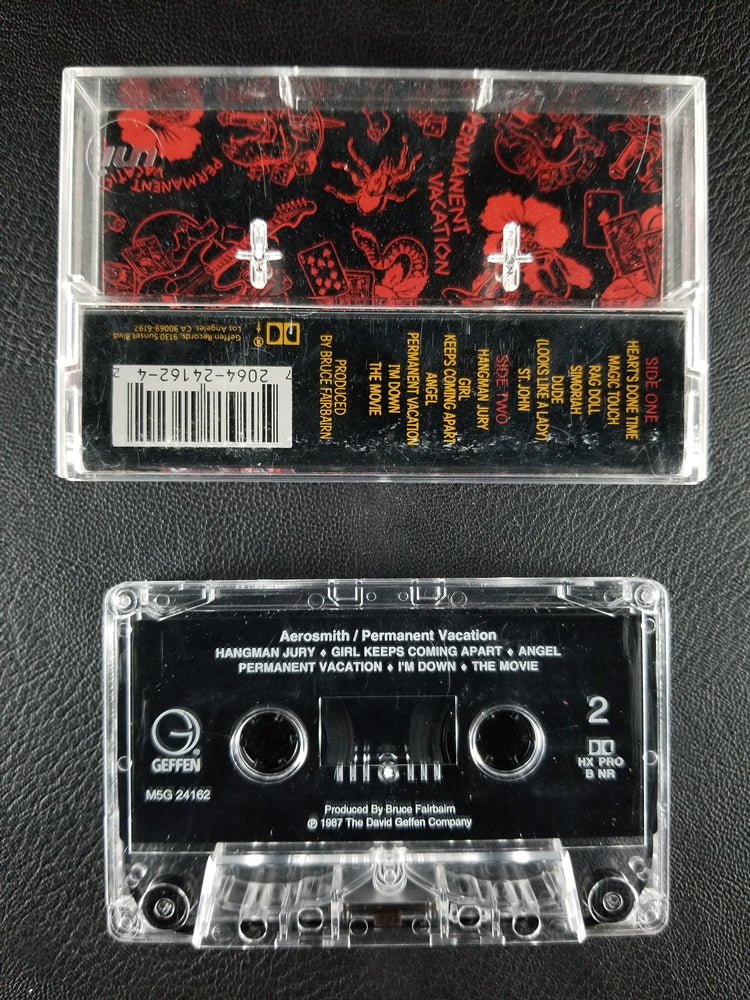 PERMANENT
VACATION
PERMANENT
VACATION
SIDE ONE
HEART'S DONE TIME
MAGIC TOUCH
RAG DOLL
SIMORIAH
DUDE
(LOOKS LIKE A LADY)
ST. JOHN
SIDE TWO
HANGMAN JURY
GIRL
KEEPS COMING APART
ANGEL
PERMANENT VACATION
I'M DOWN
THE MOVIE
PRODUCED
BY BRUCE FAIRBAIRN
7 2064-24162-4 2
Geffen Records: 9130 Sunset Blvd.
Los Angeles, CA 90069-6197
Aerosmith / Permanent Vacation
HANGMAN JURY ♦ GIRL KEEPS COMING APART ♦ ANGEL
PERMANENT VACATION ♦ I'M DOWN ♦ THE MOVIE
2
GEFFEN ®
HX PRO
B NR
M5G 24162
Produced By Bruce Fairbairn
℗ 1987 The David Geffen Company